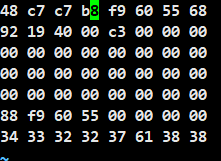 48 c7 c7 b8 f9 60 55 68
92 19 40 00 c3 00 00 00
00 00 00 00 00 00 00 00
00 00 00 00 00 00 00 00
00 00 00 00 00 00 00 00
88 f9 60 55 00 00 00 00
34 33 32 32 37 61 38 38
~